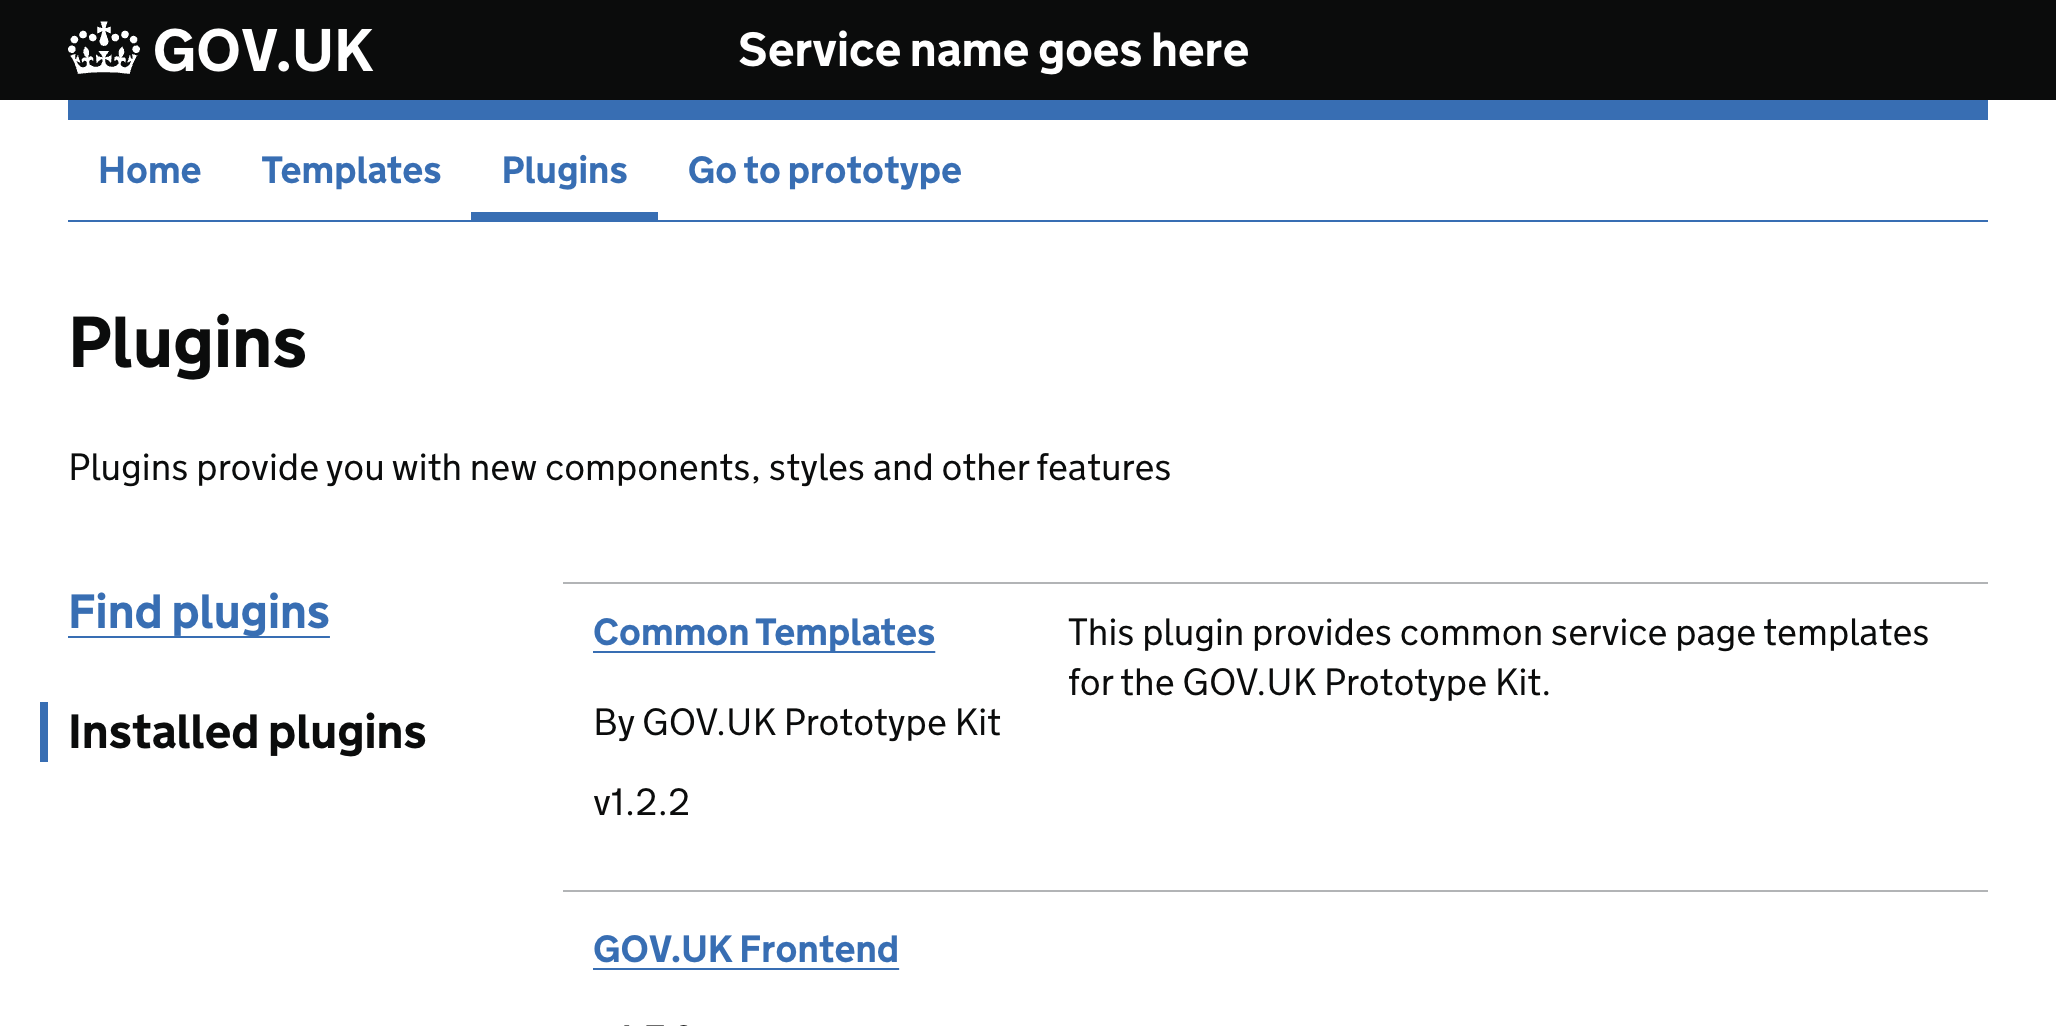 GOV.UK
Service name goes here
Home Templates Plugins Go to prototype
Plugins
Plugins provide you with new components, styles and other features
Find plugins
Installed plugins
Common Templates
By GOV.UK Prototype Kit
v1.2.2
This plugin provides common service page templates
for the GOV.UK Prototype Kit.
GOV.UK Frontend